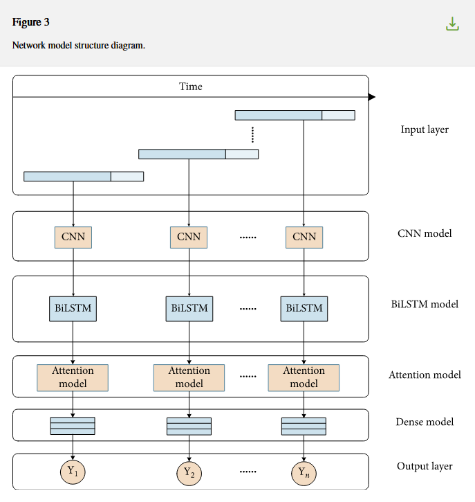 Figure 3
Network model structure diagram.
Time
Input layer
CNN
CNN
......
CNN
CNN model
BiLSTM
BiLSTM
......
BiLSTM
BiLSTM model
Attention
model
Attention
model
......
Attention
model
Attention model
Dense model
Y1
Y2
......
Yn
Output layer